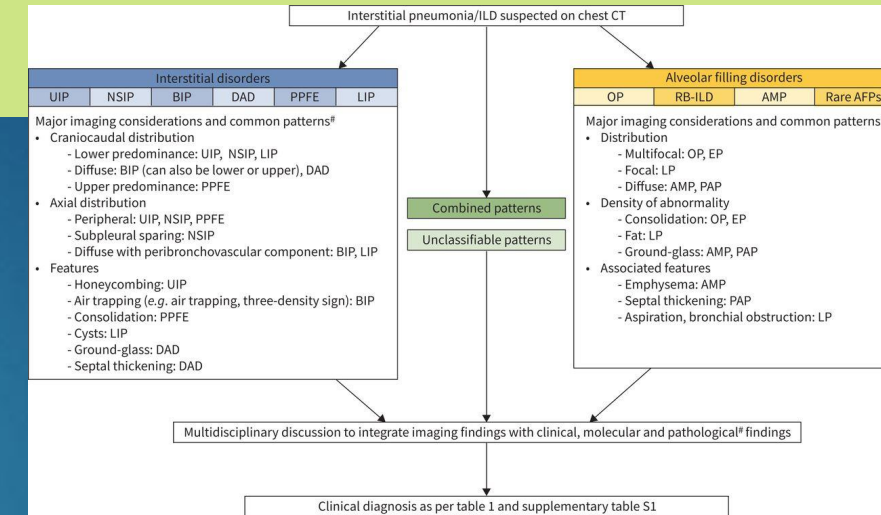 Interstitial pneumonia/ILD suspected on chest CT
Interstitial disorders
UIP NSIP BIP DAD PPFE LIP
Major imaging considerations and common patterns#
• Craniocaudal distribution
- Lower predominance: UIP, NSIP, LIP
- Diffuse: BIP (can also be lower or upper), DAD
- Upper predominance: PPFE
• Axial distribution
- Peripheral: UIP, NSIP, PPFE
- Subpleural sparing: NSIP
- Diffuse with peribronchovascular component: BIP, LIP
• Features
- Honeycombing: UIP
- Air trapping (e.g. air trapping, three-density sign): BIP
- Consolidation: PPFE
- Cysts: LIP
- Ground-glass: DAD
- Septal thickening: DAD
Combined patterns
Unclassifiable patterns
Alveolar filling disorders
OP RB-ILD AMP Rare AFPs
Major imaging considerations and common patterns
• Distribution
- Multifocal: OP, EP
- Focal: LP
- Diffuse: AMP, PAP
• Density of abnormality
- Consolidation: OP, EP
- Fat: LP
- Ground-glass: AMP, PAP
• Associated features
- Emphysema: AMP
- Septal thickening: PAP
- Aspiration, bronchial obstruction: LP
Multidisciplinary discussion to integrate imaging findings with clinical, molecular and pathological# findings
Clinical diagnosis as per table 1 and supplementary table S1